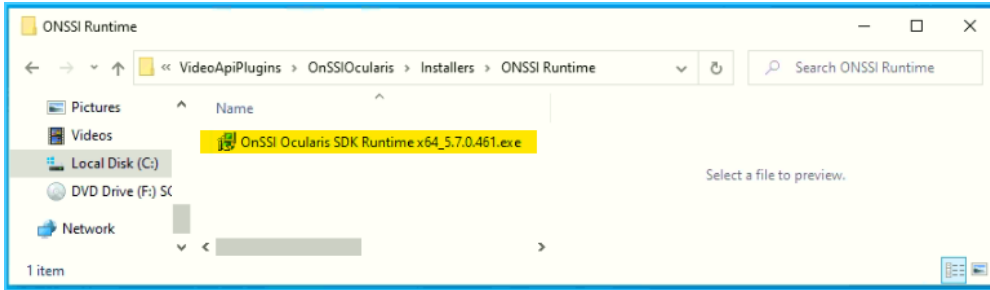 ONSSI Runtime
« VideoApiPlugins > OnSSIOcularis > Installers > ONSSI Runtime
Search ONSSI Runtime
Pictures
Videos
Local Disk (C:)
DVD Drive (F:) SC
Network
Name
OnSSI Ocularis SDK Runtime x64_5.7.0.461.exe
Select a file to preview.
1 item